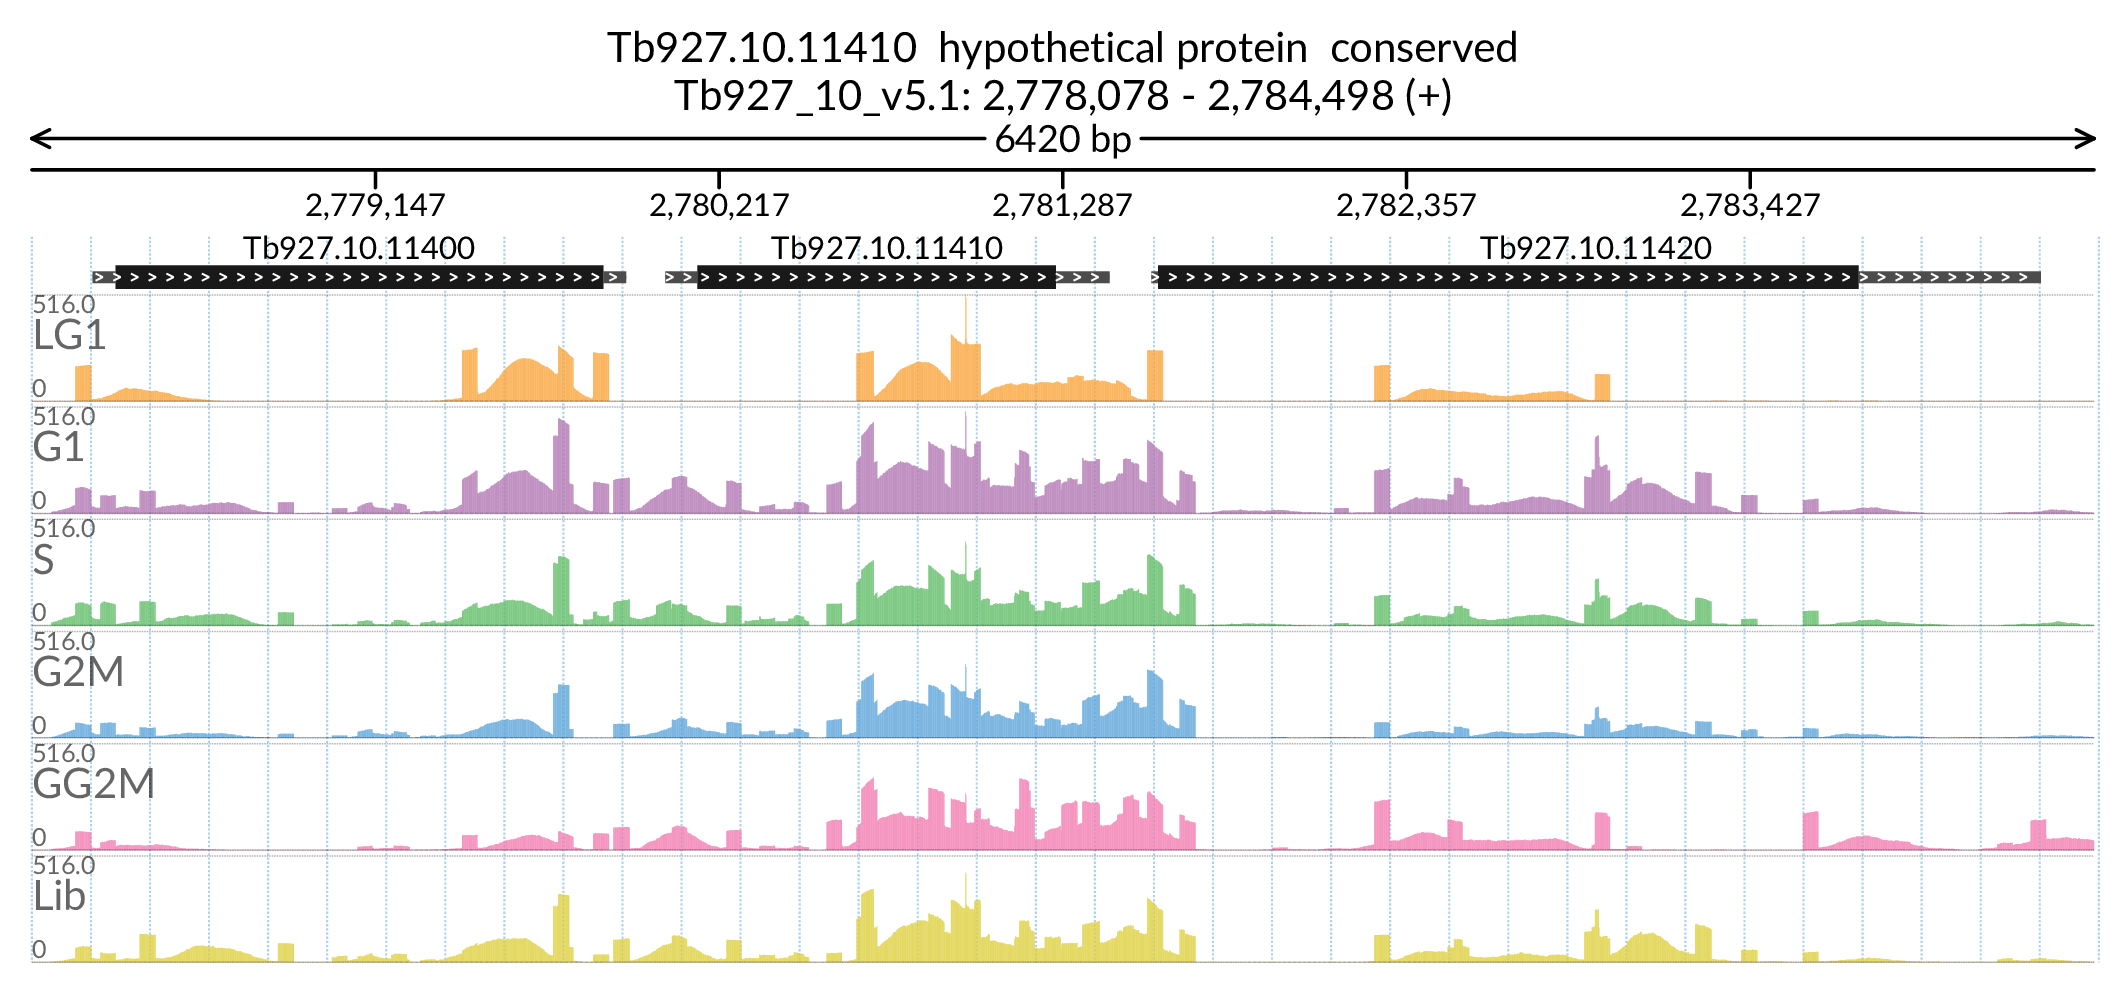 Tb927.10.11410  hypothetical protein  conserved
Tb927_10_v5.1: 2,778,078 - 2,784,498 (+)
6420 bp
2,779,147 2,780,217 2,781,287 2,782,357 2,783,427
Tb927.10.11400 Tb927.10.11410 Tb927.10.11420
516.0
LG1
0
516.0
G1
0
516.0
S
0
516.0
G2M
0
516.0
GG2M
0
516.0
Lib
0